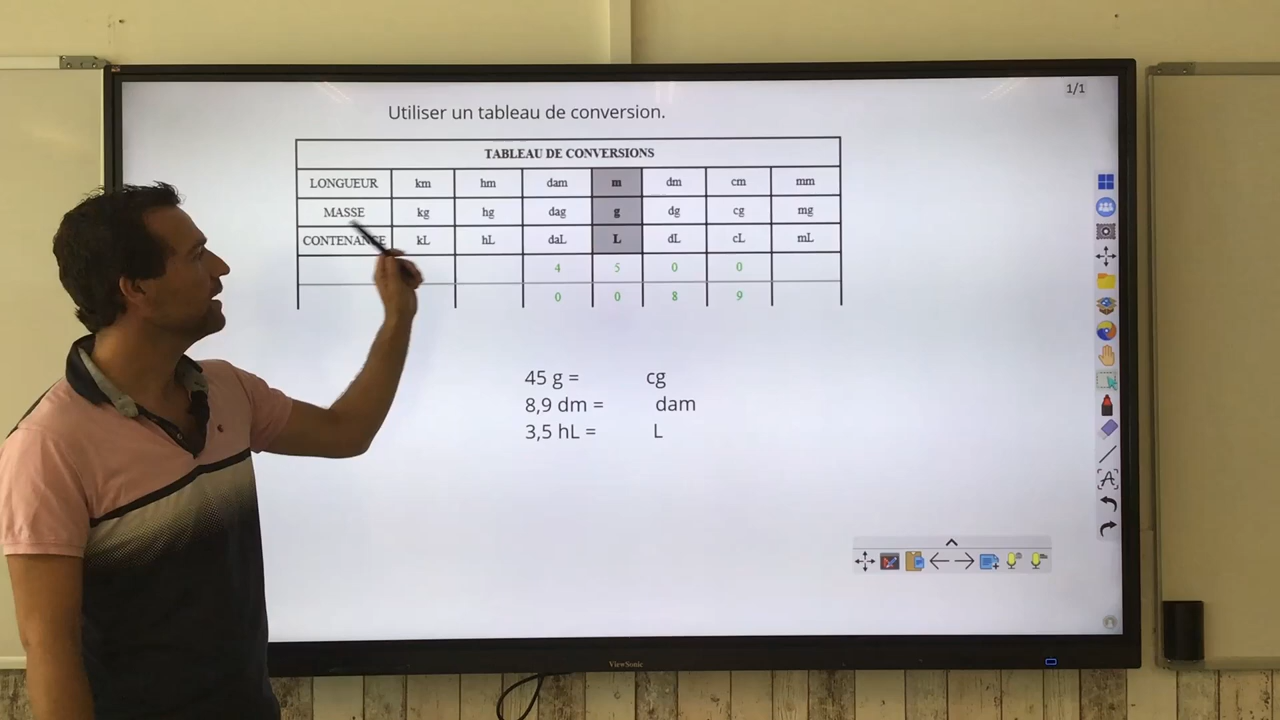 1/1
Utiliser un tableau de conversion.
TABLEAU DE CONVERSIONS
LONGUEUR km hm dam m dm cm mm
MASSE kg hg dag g dg cg mg
CONTENANCE kL hL daL L dL cL mL
4 5 0 0
0 0 8 9
45 g = cg
8,9 dm = dam
3,5 hL = L
A
ViewSonic